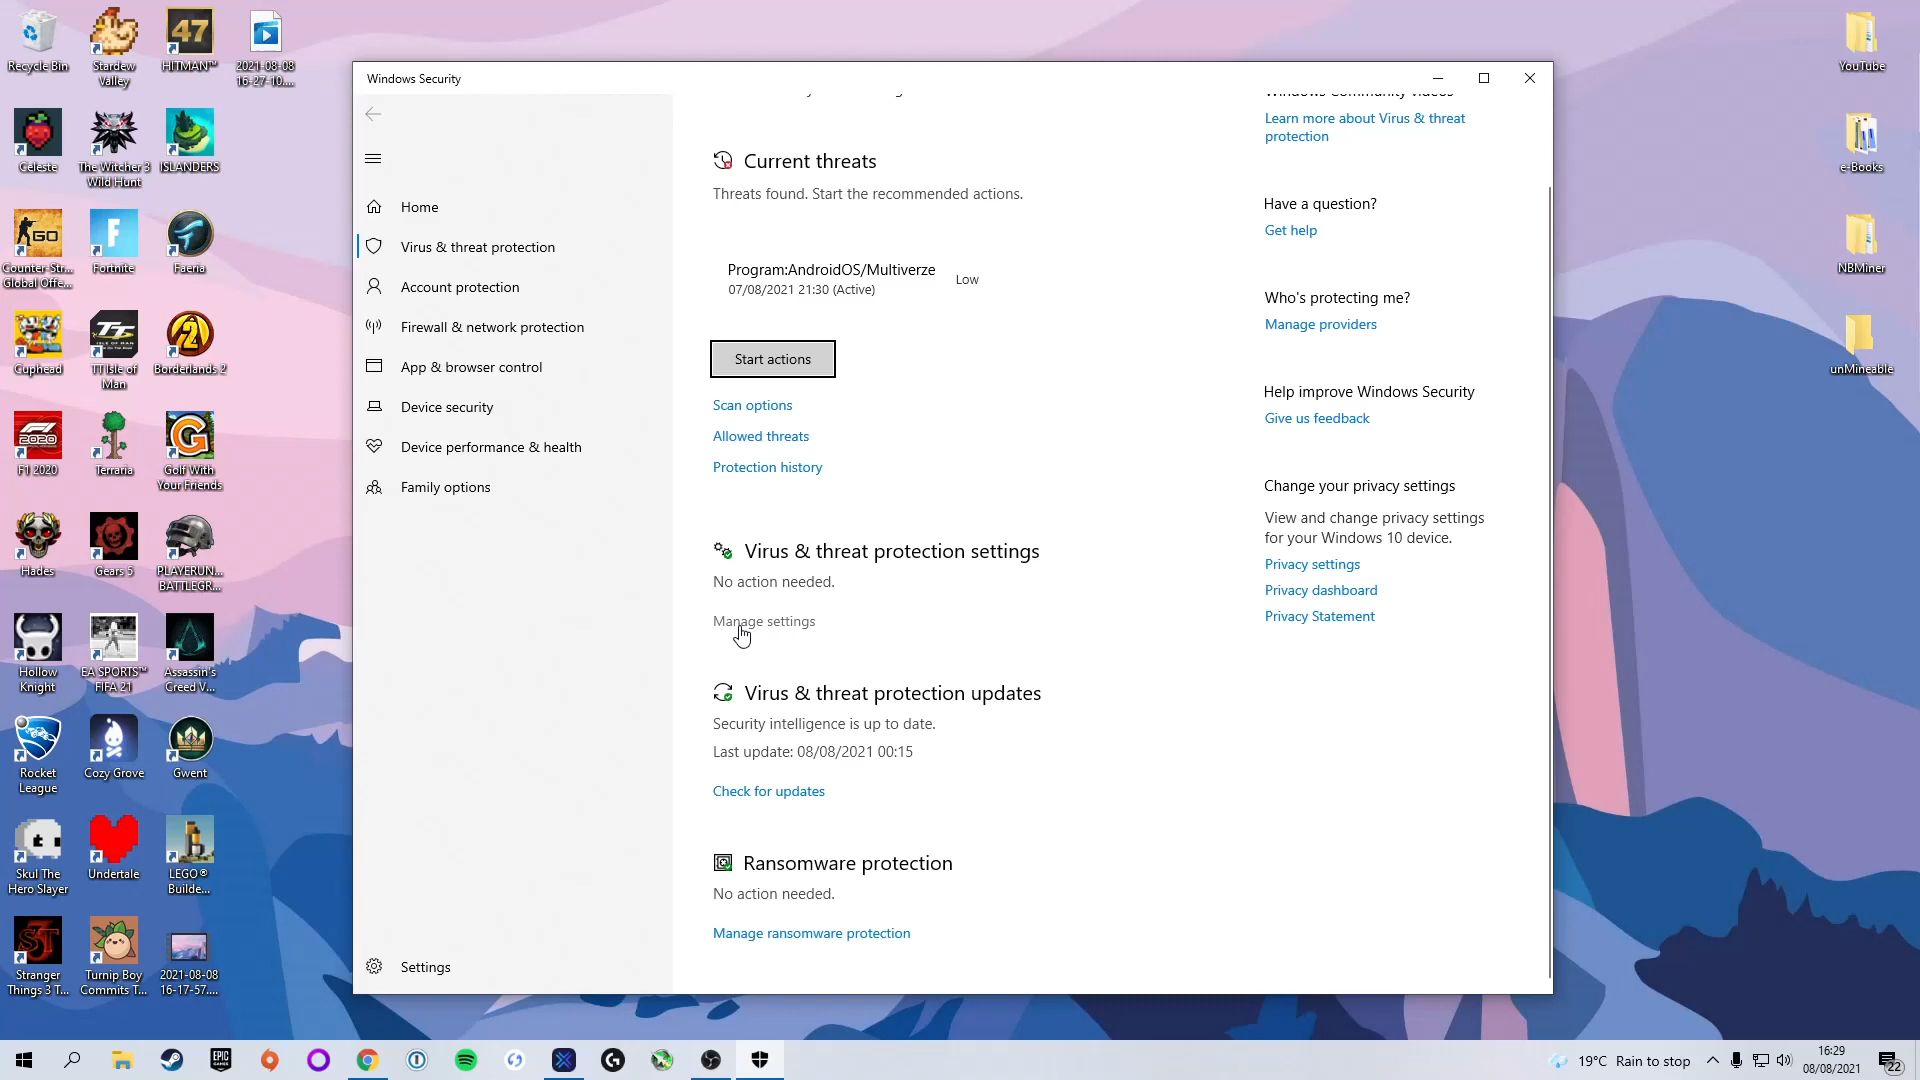 Recycle Bin
Stardew
Valley
HITMAN™
2021-08-08
16-27-10....
Celeste
The Witcher 3
Wild Hunt
ISLANDERS
Counter-Str...
Global Offe...
Fortnite
Faeria
Cuphead
TT Isle of
Man
Borderlands 2
F1 2020
Terraria
Golf With
Your Friends
Hades
Gears 5
PLAYERUN...
BATTLEGR...
Hollow
Knight
EA SPORTS™
FIFA 21
Assassin's
Creed V...
Rocket
League
Cozy Grove
Gwent
Skul The
Hero Slayer
Undertale
LEGO®
Builde...
Stranger
Things 3 T...
Turnip Boy
Commits T...
2021-08-08
16-17-57....
Windows Security
Home
Virus & threat protection
Account protection
Firewall & network protection
App & browser control
Device security
Device performance & health
Family options
Settings
Current threats
Threats found. Start the recommended actions.
Program:AndroidOS/Multiverze
07/08/2021 21:30 (Active)
Low
Start actions
Scan options
Allowed threats
Protection history
Virus & threat protection settings
No action needed.
Manage settings
Virus & threat protection updates
Security intelligence is up to date.
Last update: 08/08/2021 00:15
Check for updates
Ransomware protection
No action needed.
Manage ransomware protection
Windows Community videos
Learn more about Virus & threat
protection
Have a question?
Get help
Who's protecting me?
Manage providers
Help improve Windows Security
Give us feedback
Change your privacy settings
View and change privacy settings
for your Windows 10 device.
Privacy settings
Privacy dashboard
Privacy Statement
YouTube
e-Books
NBMiner
unMineable
EPIC
GAMES
19°C Rain to stop
16:29
08/08/2021
22